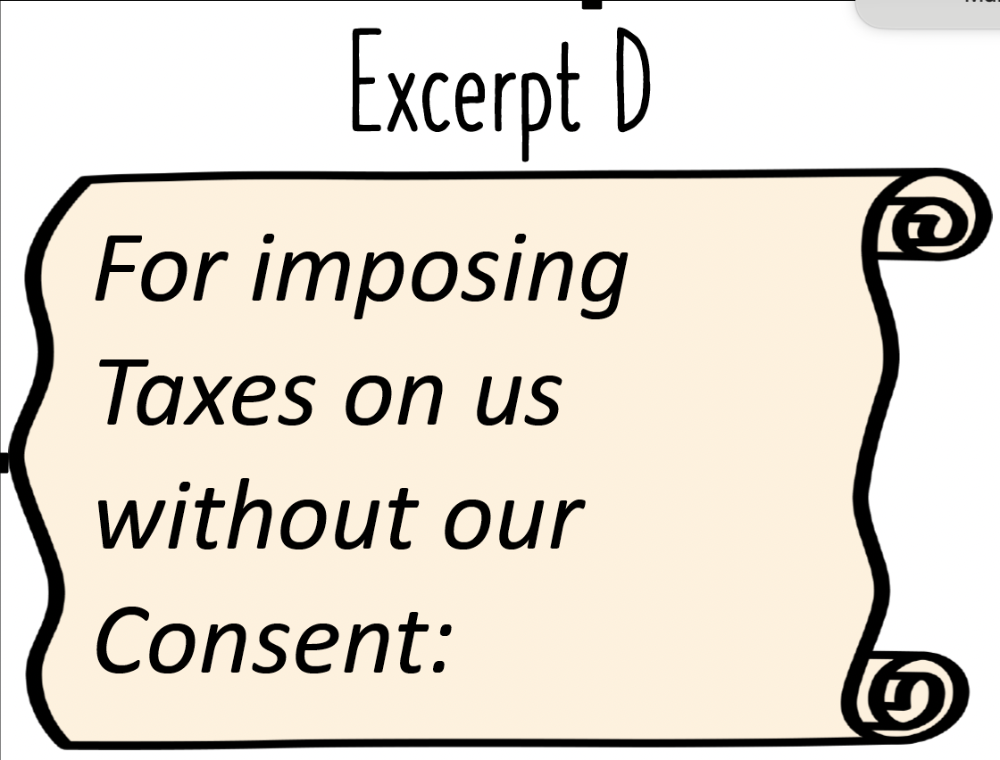 Excerpt D
For imposing
Taxes on us
without our
Consent: